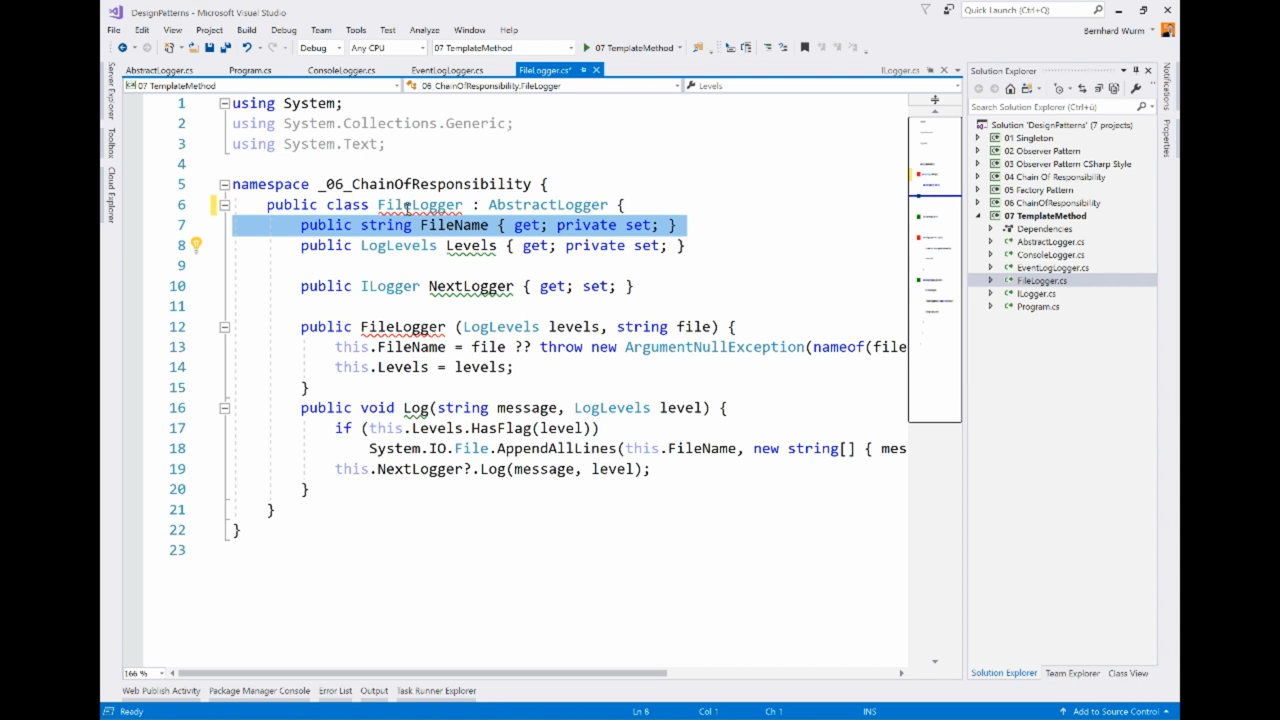 DesignPatterns - Microsoft Visual Studio
Quick Launch (Ctrl+Q)
File Edit View Project Build Debug Team Tools Test Analyze Window Help
Bernhard Wurm
Debug Any CPU 07 TemplateMethod 07 TemplateMethod
AbstractLogger.cs Program.cs ConsoleLogger.cs EventLogLogger.cs FileLogger.cs* ILogger.cs
07 TemplateMethod _06_ChainOfResponsibility.FileLogger Levels
Server Explorer
Toolbox
Cloud Explorer
1 using System;
2 using System.Collections.Generic;
3 using System.Text;
4
5 namespace _06_ChainOfResponsibility {
6 public class FileLogger : AbstractLogger {
7 public string FileName { get; private set; }
8 public LogLevels Levels { get; private set; }
9
10 public ILogger NextLogger { get; set; }
11
12 public FileLogger (LogLevels levels, string file) {
13 this.FileName = file ?? throw new ArgumentNullException(nameof(file
14 this.Levels = levels;
15 }
16 public void Log(string message, LogLevels level) {
17 if (this.Levels.HasFlag(level))
18 System.IO.File.AppendAllLines(this.FileName, new string[] { mes
19 this.NextLogger?.Log(message, level);
20 }
21 }
22 }
23
166 %
Solution Explorer
Search Solution Explorer (Ctrl+ü)
Solution 'DesignPatterns' (7 projects)
01 Singleton
02 Observer Pattern
03 Observer Pattern CSharp Style
04 Chain Of Responsibility
05 Factory Pattern
06 ChainOfResponsibility
07 TemplateMethod
Dependencies
AbstractLogger.cs
ConsoleLogger.cs
EventLogLogger.cs
FileLogger.cs
ILogger.cs
Program.cs
Notifications
Properties
Solution Explorer Team Explorer Class View
Web Publish Activity Package Manager Console Error List Output Task Runner Explorer
Ready Ln 6 Col 1 Ch 1 INS Add to Source Control